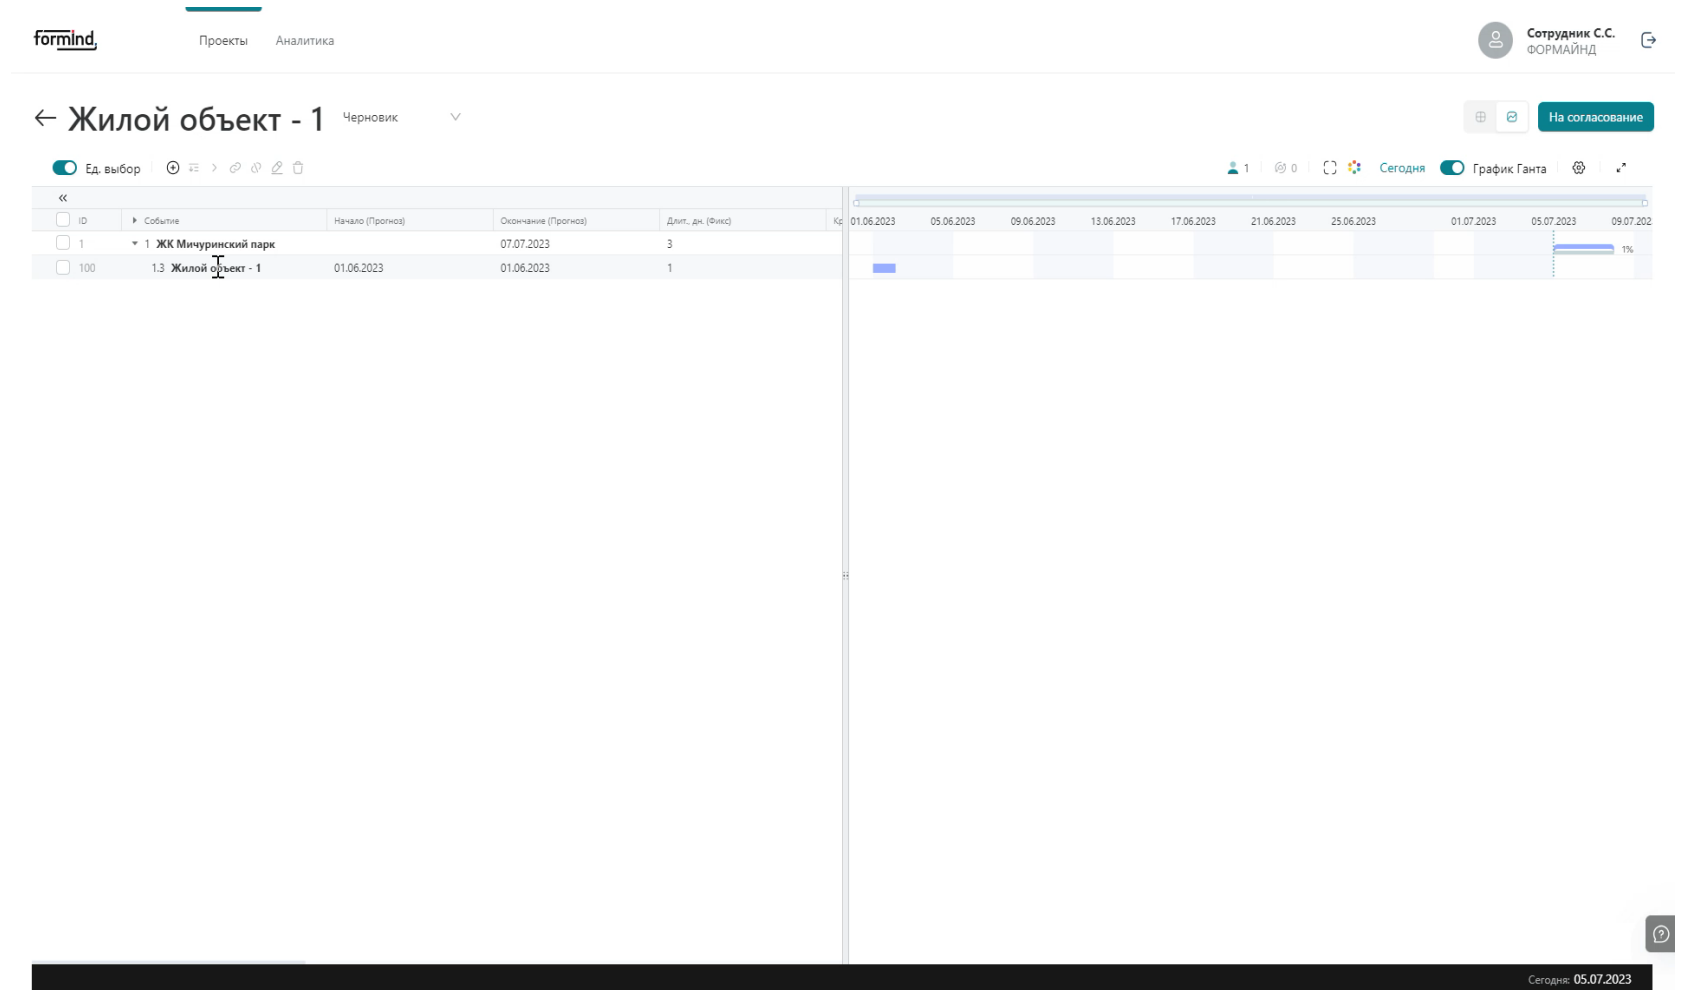 formind.
Проекты Аналитика
Сотрудник С.С.
ФОРМАЙНД
Жилой объект - 1 Черновик На согласование
Ед. выбор 1 0 Сегодня График Ганта
ID Событие Начало (Прогноз) Окончание (Прогноз) Длит., дн. (Фикс) Кр 01.06.2023 05.06.2023 09.06.2023 13.06.2023 17.06.2023 21.06.2023 25.06.2023 01.07.2023 05.07.2023 09.07.202
1 1 ЖК Мичуринский парк 07.07.2023 3 1%
100 1.3 Жилой объект - 1 01.06.2023 01.06.2023 1
Сегодня: 05.07.2023